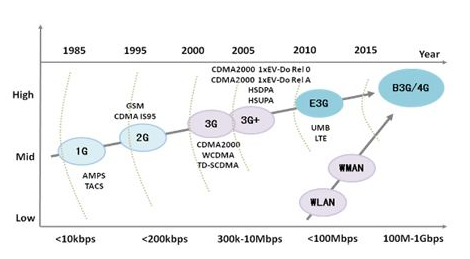 1985 1995 2000 2005 2010 2015 Year
CDMA2000 1xEV-Do Rel 0
CDMA2000 1xEV-Do Rel A
HSDPA
HSUPA
High
B3G/4G
E3G
GSM
CDMA IS95
3G 3G+
2G
UMB
LTE
1G
CDMA2000
WCDMA
TD-SCDMA
Mid
AMPS
TACS
WMAN
WLAN
Low
<10kbps <200kbps 300k-10Mbps <100Mbps 100M-1Gbps